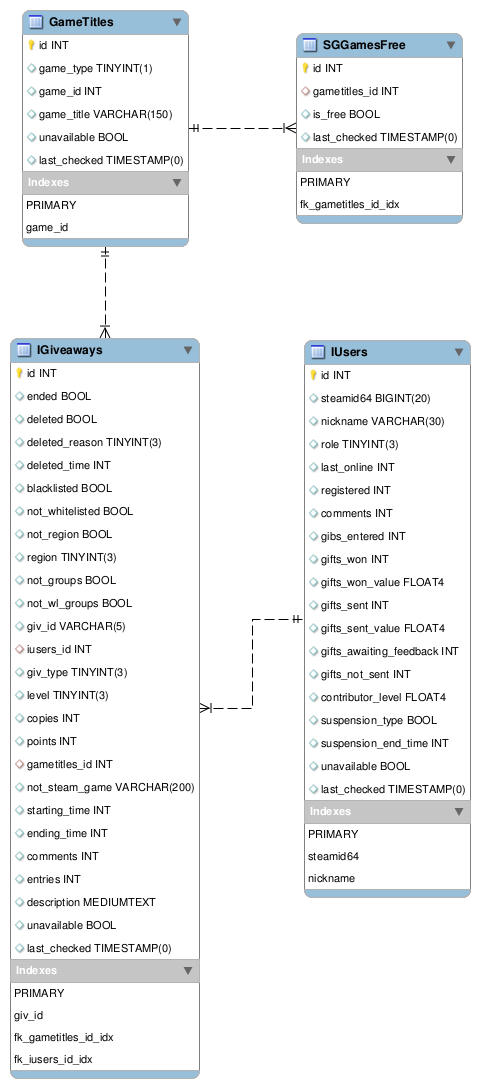 GameTitles
id INT
game_type TINYINT(1)
game_id INT
game_title VARCHAR(150)
unavailable BOOL
last_checked TIMESTAMP(0)
Indexes
PRIMARY
game_id
SGGamesFree
id INT
gametitles_id INT
is_free BOOL
last_checked TIMESTAMP(0)
Indexes
PRIMARY
fk_gametitles_id_idx
IGiveaways
id INT
ended BOOL
deleted BOOL
deleted_reason TINYINT(3)
deleted_time INT
blacklisted BOOL
not_whitelisted BOOL
not_region BOOL
region TINYINT(3)
not_groups BOOL
not_wl_groups BOOL
giv_id VARCHAR(5)
iusers_id INT
giv_type TINYINT(3)
level TINYINT(3)
copies INT
points INT
gametitles_id INT
not_steam_game VARCHAR(200)
starting_time INT
ending_time INT
comments INT
entries INT
description MEDIUMTEXT
unavailable BOOL
last_checked TIMESTAMP(0)
Indexes
PRIMARY
giv_id
fk_gametitles_id_idx
fk_iusers_id_idx
IUsers
id INT
steamid64 BIGINT(20)
nickname VARCHAR(30)
role TINYINT(3)
last_online INT
registered INT
comments INT
gibs_entered INT
gifts_won INT
gifts_won_value FLOAT4
gifts_sent INT
gifts_sent_value FLOAT4
gifts_awaiting_feedback INT
gifts_not_sent INT
contributor_level FLOAT4
suspension_type BOOL
suspension_end_time INT
unavailable BOOL
last_checked TIMESTAMP(0)
Indexes
PRIMARY
steamid64
nickname